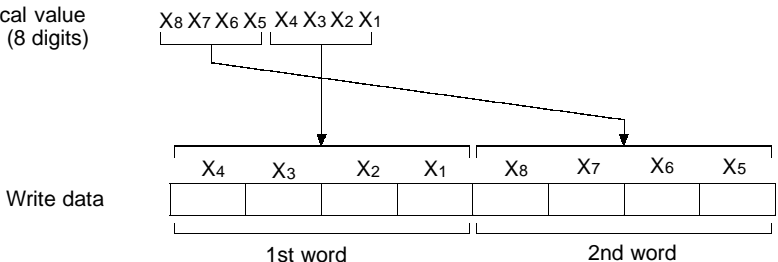 cal value
(8 digits)
X8 X7 X6 X5 X4 X3 X2 X1
X4 X3 X2 X1 X8 X7 X6 X5
Write data
1st word 2nd word